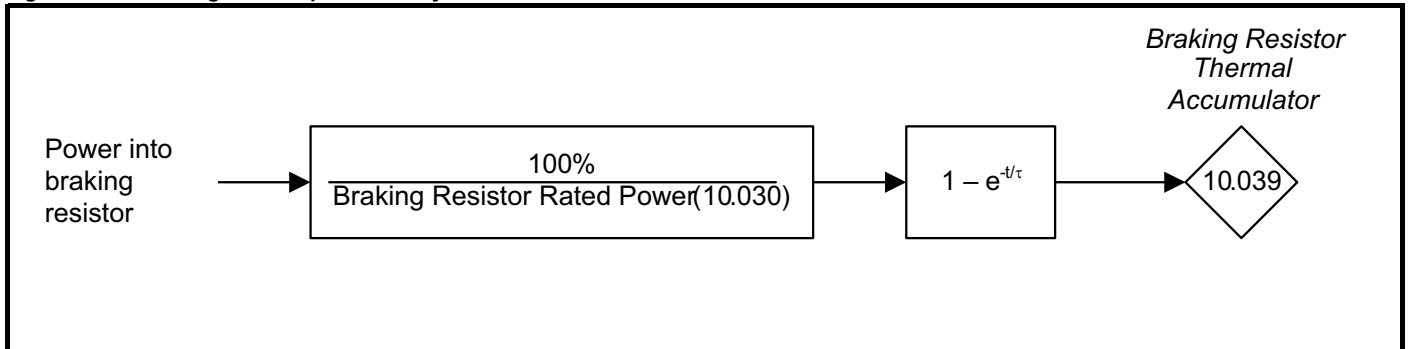 Braking Resistor
Thermal
Accumulator
Power into
braking
resistor
100%
Braking Resistor Rated Power(10.030)
1 – e-t/τ
10.039